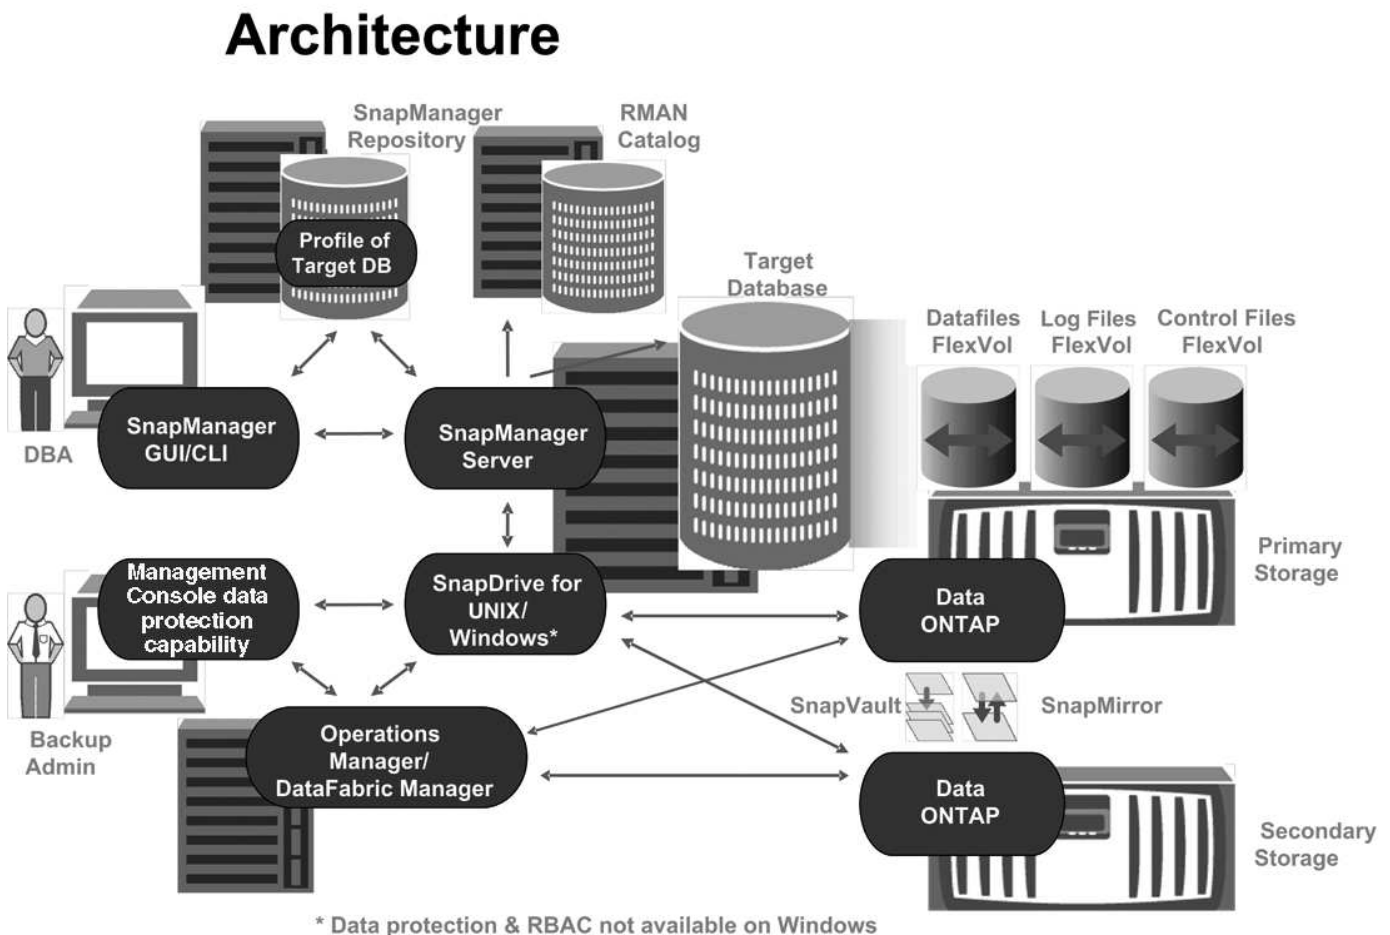 Architecture
SnapManager
Repository
RMAN
Catalog
Profile of
Target DB
Target
Database
Datafiles
FlexVol
Log Files
FlexVol
Control Files
FlexVol
DBA
SnapManager
GUI/CLI
SnapManager
Server
Primary
Storage
Management
Console data
protection
capability
SnapDrive for
UNIX/
Windows*
Data
ONTAP
SnapVault
SnapMirror
Backup
Admin
Operations
Manager/
DataFabric Manager
Data
ONTAP
Secondary
Storage
* Data protection & RBAC not available on Windows